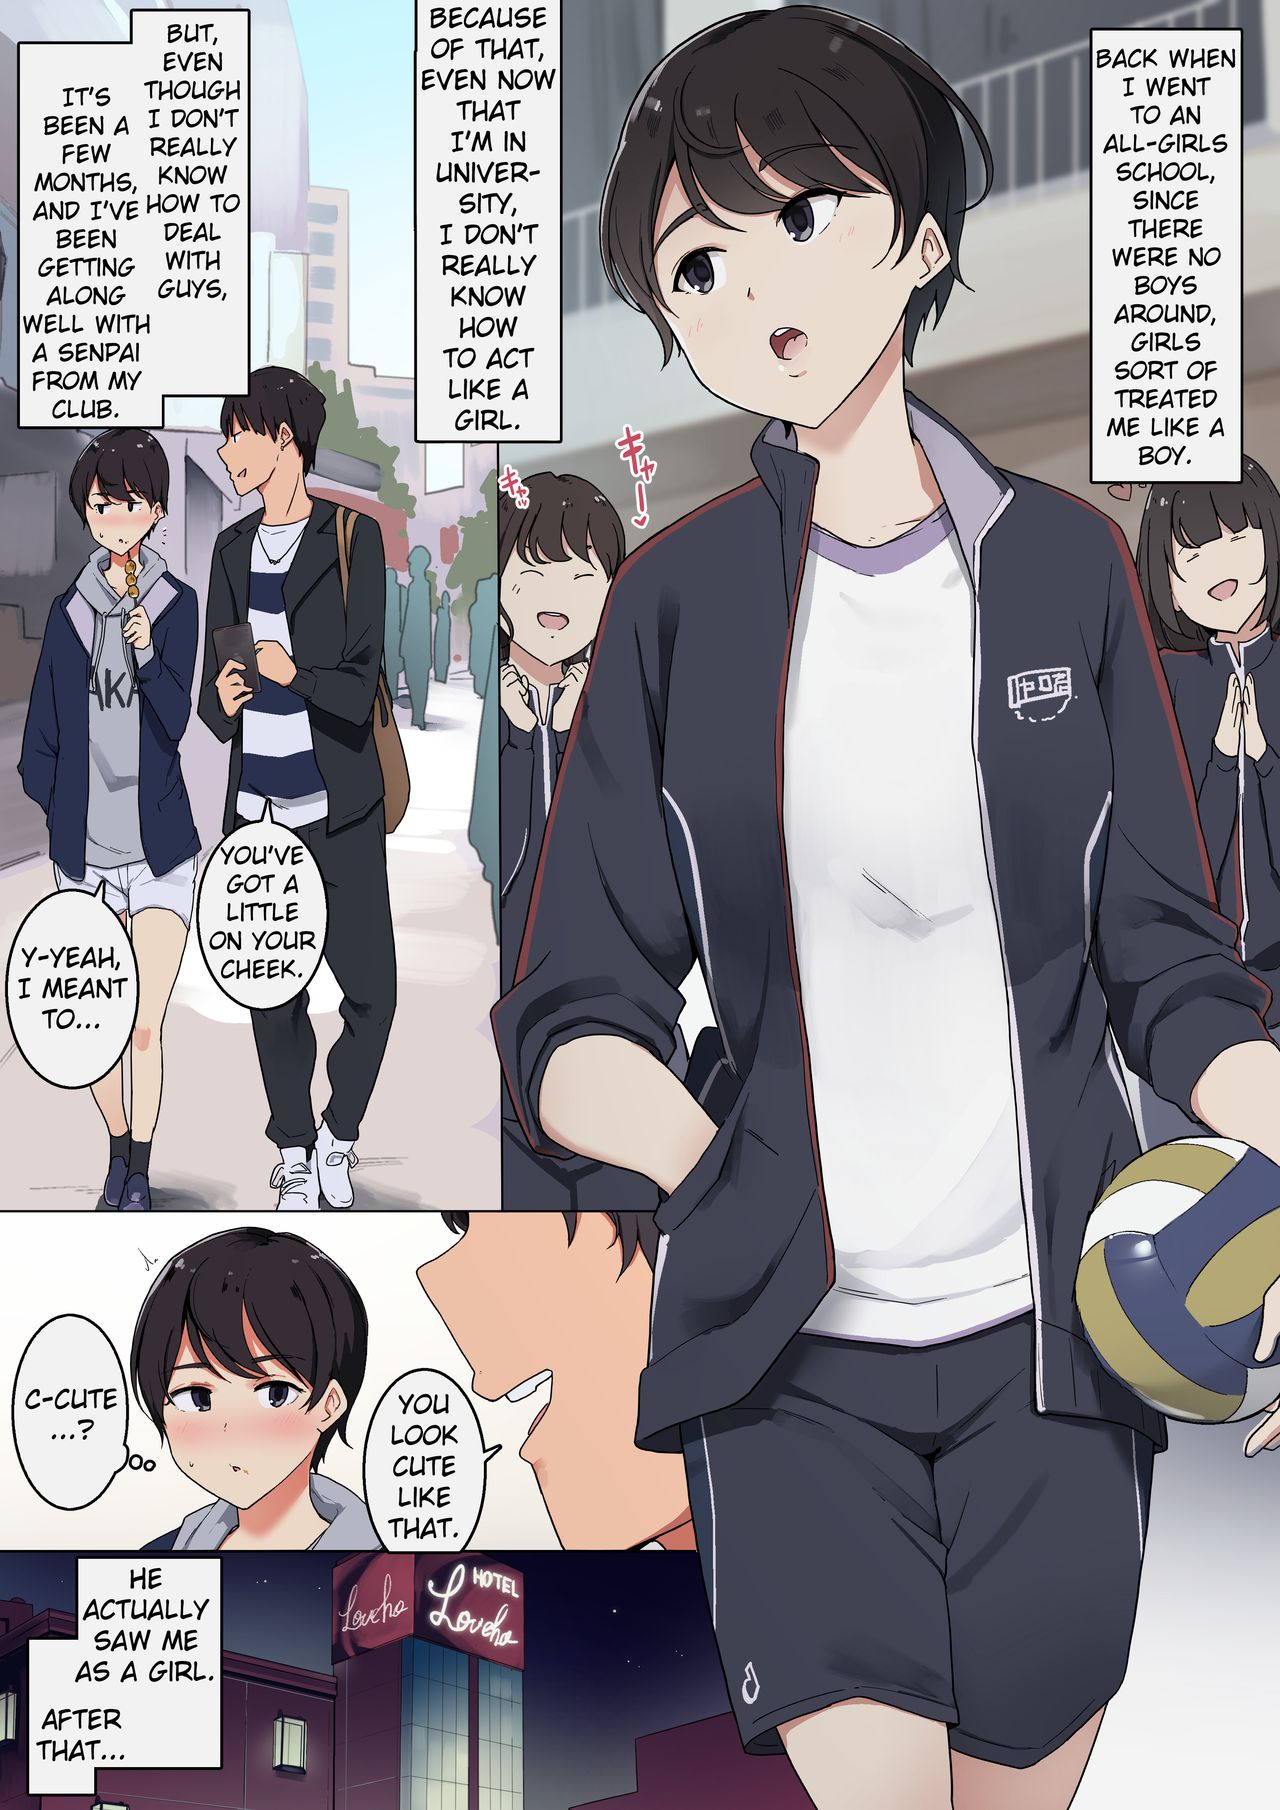 BACK WHEN
I WENT
TO AN
ALL-GIRLS
SCHOOL,
SINCE
THERE
WERE NO
BOYS
AROUND,
GIRLS
SORT OF
TREATED
ME LIKE A
BOY.
キャッ
キャー
BECAUSE
OF THAT,
EVEN NOW
THAT
I'M IN
UNIVER-
SITY,
I DON'T
REALLY
KNOW
HOW
TO ACT
LIKE A
GIRL.
BUT,
EVEN
THOUGH
I DON'T
REALLY
KNOW
HOW TO
DEAL
WITH
GUYS,
IT'S
BEEN A
FEW
MONTHS,
AND I'VE
BEEN
GETTING
ALONG
WELL WITH
A SENPAI
FROM MY
CLUB.
YOU'VE
GOT A
LITTLE
ON YOUR
CHEEK.
Y-YEAH,
I MEANT
TO...
YOU
LOOK
CUTE
LIKE
THAT.
C-CUTE
...?
HE
ACTUALLY
SAW ME
AS A GIRL.
AFTER
THAT...
Loveho
HOTEL
Loveho